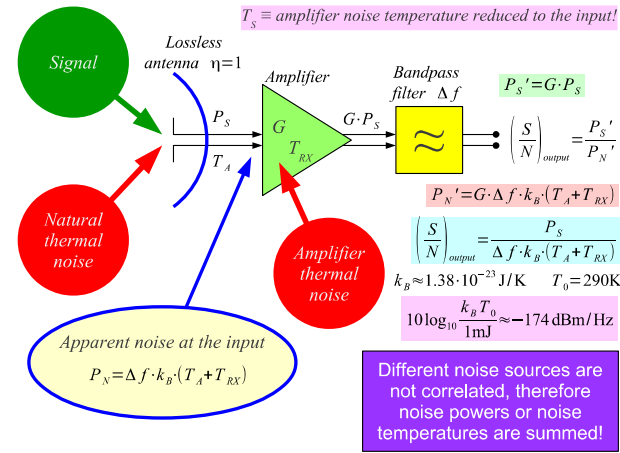 T_S ≡ amplifier noise temperature reduced to the input!
Signal
Lossless
antenna η=1
Amplifier
Bandpass
filter Δf
P_S
T_A
G
T_RX
G·P_S
≈
P_S'=G·P_S
(S/N)_output=P_S'/P_N'
Natural
thermal
noise
Amplifier
thermal
noise
P_N'=G·Δf·k_B·(T_A+T_RX)
(S/N)_output=P_S/(Δf·k_B·(T_A+T_RX))
k_B≈1.38·10^-23 J/K T_0=290K
10log_10 k_B T_0/1mJ≈−174dBm/Hz
Apparent noise at the input
P_N=Δf·k_B·(T_A+T_RX)
Different noise sources are
not correlated, therefore
noise powers or noise
temperatures are summed!